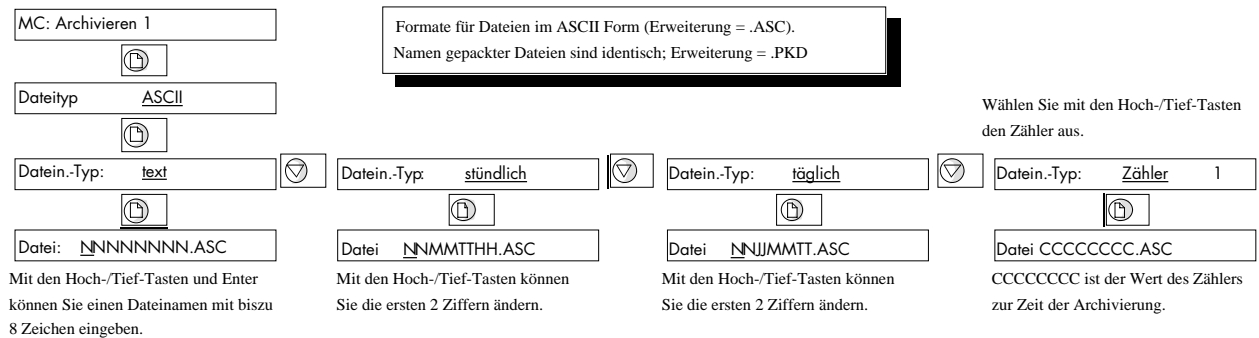 MC: Archivieren 1
Formate für Dateien im ASCII Form (Erweiterung = .ASC).
Namen gepackter Dateien sind identisch; Erweiterung = .PKD
Dateityp ASCII
Wählen Sie mit den Hoch-/Tief-Tasten
den Zähler aus.
Datein.-Typ: text
Datein.-Typ: stündlich
Datein.-Typ: täglich
Datein.-Typ: Zähler 1
Datei: NNNNNNNN.ASC
Datei NNMMTTHH.ASC
Datei NNJJMMTT.ASC
Datei CCCCCCCC.ASC
Mit den Hoch-/Tief-Tasten und Enter
können Sie einen Dateinamen mit biszu
8 Zeichen eingeben.
Mit den Hoch-/Tief-Tasten können
Sie die ersten 2 Ziffern ändern.
Mit den Hoch-/Tief-Tasten können
Sie die ersten 2 Ziffern ändern.
CCCCCCCC ist der Wert des Zählers
zur Zeit der Archivierung.